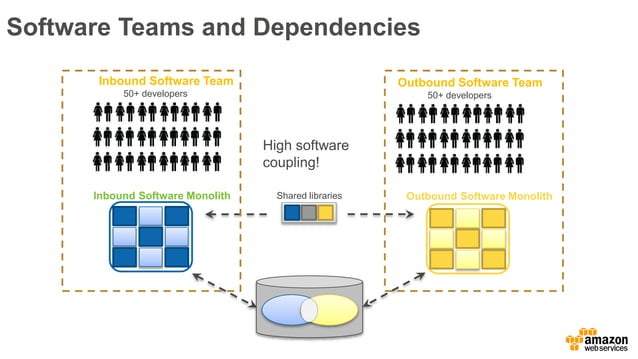 Software Teams and Dependencies
Inbound Software Team
50+ developers
Outbound Software Team
50+ developers
High software
coupling!
Inbound Software Monolith
Shared libraries
Outbound Software Monolith
amazon
webservices